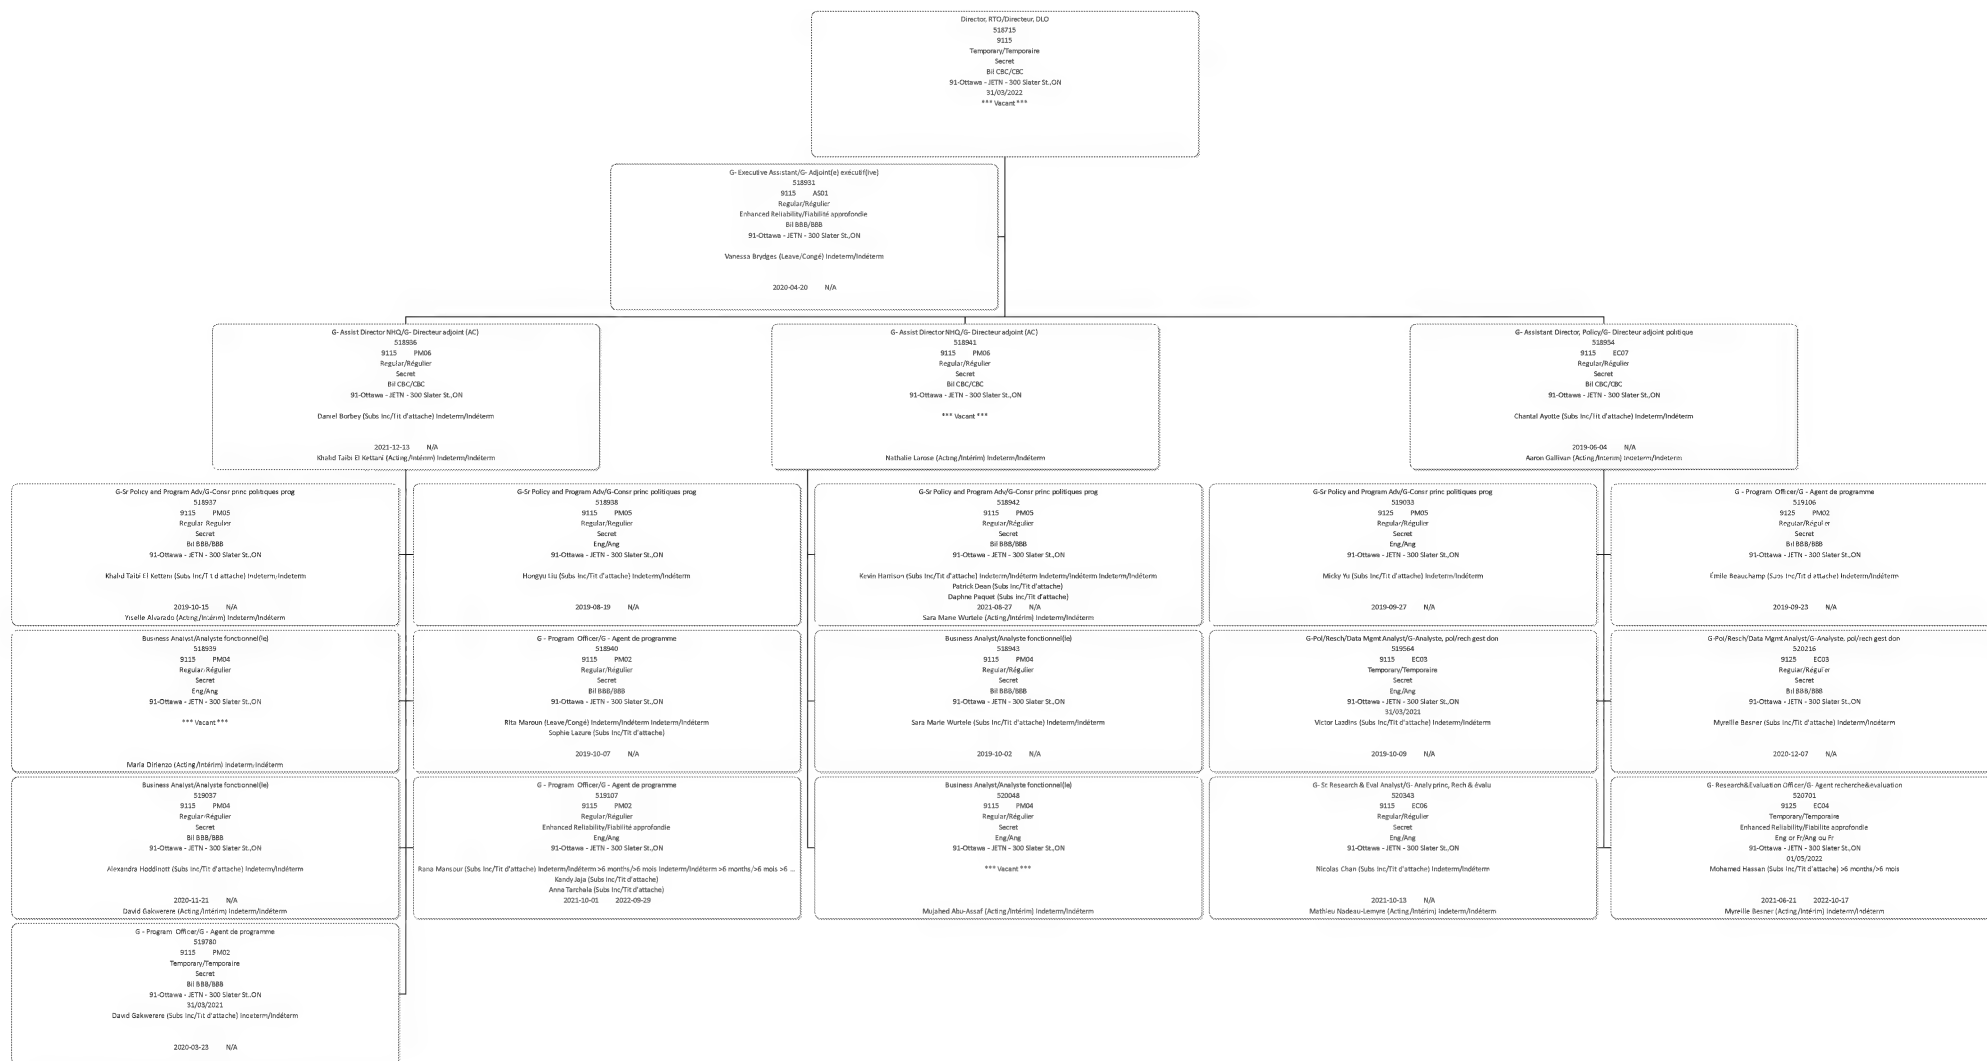 Director, RTO/Directeur, DLO
518715
9115
Temporary/Temporaire
Secret
Bil CBC/CBC
91-Ottawa - JETN - 300 Slater St.,ON
31/03/2022
*** Vacant ***
G- Executive Assistant/G- Adjoint(e) exécutif(ive)
518931
9115 AS01
Regular/Régulier
Enhanced Reliability/Fiabilité approfondie
Bil BBB/BBB
91-Ottawa - JETN - 300 Slater St.,ON
Vanessa Brydges (Leave/Congé) Indeterm/Indéterm
2020-04-20 N/A
G- Assist Director NHQ/G- Directeur adjoint (AC)
518936
9115 PM06
Regular/Régulier
Secret
Bil CBC/CBC
91-Ottawa - JETN - 300 Slater St.,ON
Daniel Borbey (Subs Inc/Tit d'attache) Indeterm/Indéterm
2021-12-13 N/A
Khalid Taibi El Kettani (Acting/Intérim) Indeterm/Indéterm
G- Assist Director NHQ/G- Directeur adjoint (AC)
518941
9115 PM06
Regular/Régulier
Secret
Bil CBC/CBC
91-Ottawa - JETN - 300 Slater St.,ON
*** Vacant ***
Nathalie Larose (Acting/Intérim) Indeterm/Indéterm
G- Assistant Director, Policy/G- Directeur adjoint politique
518934
9115 EC07
Regular/Régulier
Secret
Bil CBC/CBC
91-Ottawa - JETN - 300 Slater St.,ON
Chantal Ayotte (Subs Inc/Tit d'attache) Indeterm/Indéterm
2019-06-04 N/A
Aaron Gallivan (Acting/Intérim) Indeterm/Indéterm
G-Sr Policy and Program Adv/G-Consr princ politiques prog
518937
9115 PM05
Regular/Régulier
Secret
Bil BBB/BBB
91-Ottawa - JETN - 300 Slater St.,ON
Khalid Taibi El Kettani (Subs Inc/Tit d'attache) Indeterm/Indéterm
2019-10-15 N/A
Yiselle Alvarado (Acting/Intérim) Indeterm/Indéterm
G-Sr Policy and Program Adv/G-Consr princ politiques prog
518938
9115 PM05
Regular/Régulier
Secret
Eng/Ang
91-Ottawa - JETN - 300 Slater St.,ON
Hongyu Liu (Subs Inc/Tit d'attache) Indeterm/Indéterm
2019-08-19 N/A
G-Sr Policy and Program Adv/G-Consr princ politiques prog
518942
9115 PM05
Regular/Régulier
Secret
Bil BBB/BBB
91-Ottawa - JETN - 300 Slater St.,ON
Kevin Harrison (Subs Inc/Tit d'attache) Indeterm/Indéterm Indeterm/Indéterm Indeterm/Indéterm
Patrick Dean (Subs Inc/Tit d'attache)
Daphne Paquet (Subs Inc/Tit d'attache)
2021-08-27 N/A
Sara Marie Wurtele (Acting/Intérim) Indeterm/Indéterm
G-Sr Policy and Program Adv/G-Consr princ politiques prog
519033
9125 PM05
Regular/Régulier
Secret
Eng/Ang
91-Ottawa - JETN - 300 Slater St.,ON
Micky Yu (Subs Inc/Tit d'attache) Indeterm/Indéterm
2019-09-27 N/A
G - Program Officer/G - Agent de programme
519106
9125 PM02
Regular/Régulier
Secret
Bil BBB/BBB
91-Ottawa - JETN - 300 Slater St.,ON
Émile Beauchamp (Subs Inc/Tit d'attache) Indeterm/Indéterm
2019-09-23 N/A
Business Analyst/Analyste fonctionnel(le)
518939
9115 PM04
Regular/Régulier
Secret
Eng/Ang
91-Ottawa - JETN - 300 Slater St.,ON
*** Vacant ***
Maria Dirienzo (Acting/Intérim) Indeterm/Indéterm
G - Program Officer/G - Agent de programme
518940
9115 PM02
Regular/Régulier
Secret
Bil BBB/BBB
91-Ottawa - JETN - 300 Slater St.,ON
Rita Maroun (Leave/Congé) Indeterm/Indéterm Indeterm/Indéterm
Sophie Lazure (Subs Inc/Tit d'attache)
2019-10-07 N/A
Business Analyst/Analyste fonctionnel(le)
518943
9115 PM04
Regular/Régulier
Secret
Bil BBB/BBB
91-Ottawa - JETN - 300 Slater St.,ON
Sara Marie Wurtele (Subs Inc/Tit d'attache) Indeterm/Indéterm
2019-10-02 N/A
G-Pol/Resch/Data Mgmt Analyst/G-Analyste, pol/rech gest don
519564
9115 EC03
Temporary/Temporaire
Secret
Eng/Ang
91-Ottawa - JETN - 300 Slater St.,ON
31/03/2021
Victor Lazdins (Subs Inc/Tit d'attache) Indeterm/Indéterm
2019-10-09 N/A
G-Pol/Resch/Data Mgmt Analyst/G-Analyste, pol/rech gest don
520216
9125 EC03
Regular/Régulier
Secret
Bil BBB/BBB
91-Ottawa - JETN - 300 Slater St.,ON
Myreille Besner (Subs Inc/Tit d'attache) Indeterm/Indéterm
2020-12-07 N/A
Business Analyst/Analyste fonctionnel(le)
519037
9115 PM04
Regular/Régulier
Secret
Bil BBB/BBB
91-Ottawa - JETN - 300 Slater St.,ON
Alexandra Hoddinott (Subs Inc/Tit d'attache) Indeterm/Indéterm
2020-11-21 N/A
David Gakwerere (Acting/Intérim) Indeterm/Indéterm
G - Program Officer/G - Agent de programme
519107
9115 PM02
Regular/Régulier
Enhanced Reliability/Fiabilité approfondie
Eng/Ang
91-Ottawa - JETN - 300 Slater St.,ON
Rana Mansour (Subs Inc/Tit d'attache) Indeterm/Indéterm >6 months/>6 mois Indeterm/Indéterm >6 months/>6 mois >6 ...
Kandy Jaja (Subs Inc/Tit d'attache)
Anna Tarchala (Subs Inc/Tit d'attache)
2021-10-01 2022-09-29
Business Analyst/Analyste fonctionnel(le)
520048
9115 PM04
Regular/Régulier
Secret
Eng/Ang
91-Ottawa - JETN - 300 Slater St.,ON
*** Vacant ***
Mujahed Abu-Assaf (Acting/Intérim) Indeterm/Indéterm
G- Sr. Research & Eval Analyst/G- Analy princ, Rech & évalu
520343
9115 EC06
Regular/Régulier
Secret
Eng/Ang
91-Ottawa - JETN - 300 Slater St.,ON
Nicolas Chan (Subs Inc/Tit d'attache) Indeterm/Indéterm
2021-10-13 N/A
Mathieu Nadeau-Lemyre (Acting/Intérim) Indeterm/Indéterm
G- Research&Evaluation Officer/G- Agent recherche&évaluation
520701
9125 EC04
Temporary/Temporaire
Enhanced Reliability/Fiabilité approfondie
Eng or Fr/Ang ou Fr
91-Ottawa - JETN - 300 Slater St.,ON
01/05/2022
Mohamed Hassan (Subs Inc/Tit d'attache) >6 months/>6 mois
2021-06-21 2022-10-17
Myreille Besner (Acting/Intérim) Indeterm/Indéterm
G - Program Officer/G - Agent de programme
519780
9115 PM02
Temporary/Temporaire
Secret
Bil BBB/BBB
91-Ottawa - JETN - 300 Slater St.,ON
31/03/2021
David Gakwerere (Subs Inc/Tit d'attache) Indeterm/Indéterm
2020-03-23 N/A